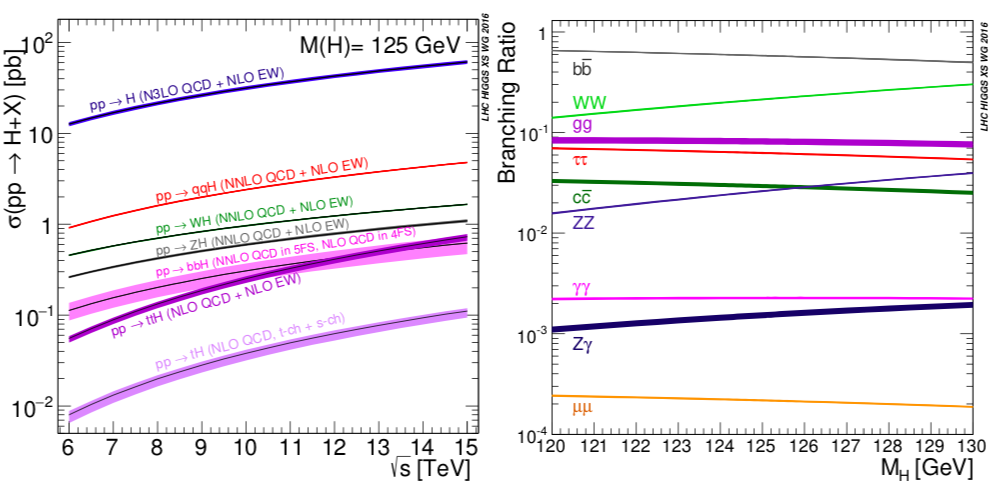 σ(pp → H+X) [pb]
M(H)= 125 GeV
LHC HIGGS XS WG 2016
10²
10
1
10⁻¹
10⁻²
pp → H (N3LO QCD + NLO EW)
pp → qqH (NNLO QCD + NLO EW)
pp → WH (NNLO QCD + NLO EW)
pp → ZH (NNLO QCD + NLO EW)
pp → bbH (NNLO QCD in 5FS, NLO QCD in 4FS)
pp → ttH (NLO QCD + NLO EW)
pp → tH (NLO QCD, t-ch + s-ch)
6 7 8 9 10 11 12 13 14 15
√s [TeV]
Branching Ratio
LHC HIGGS XS WG 2016
1
10⁻¹
10⁻²
10⁻³
10⁻⁴
bb̅
WW
gg
ττ
cc̅
ZZ
γγ
Zγ
μμ
120 121 122 123 124 125 126 127 128 129 130
M_H [GeV]